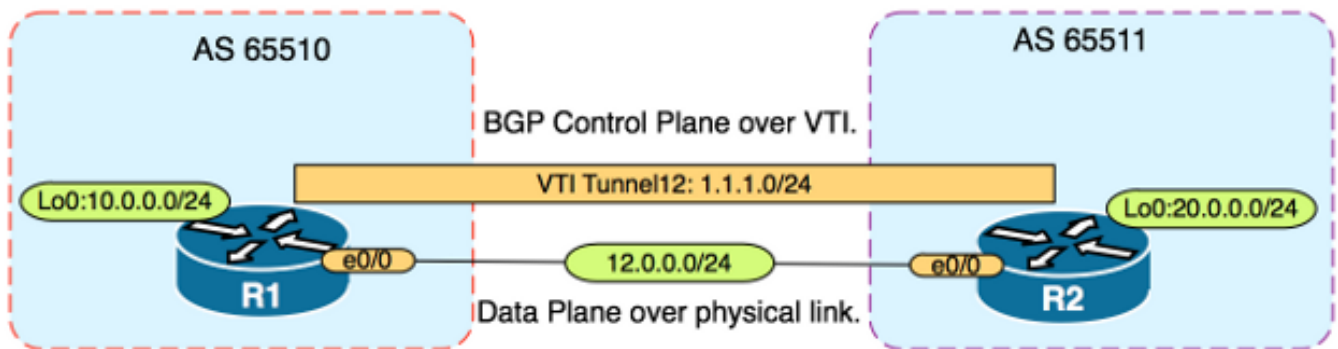 AS 65510
AS 65511
BGP Control Plane over VTI.
VTI Tunnel12: 1.1.1.0/24
Lo0:10.0.0.0/24
Lo0:20.0.0.0/24
e0/0
12.0.0.0/24
e0/0
R1
R2
Data Plane over physical link.